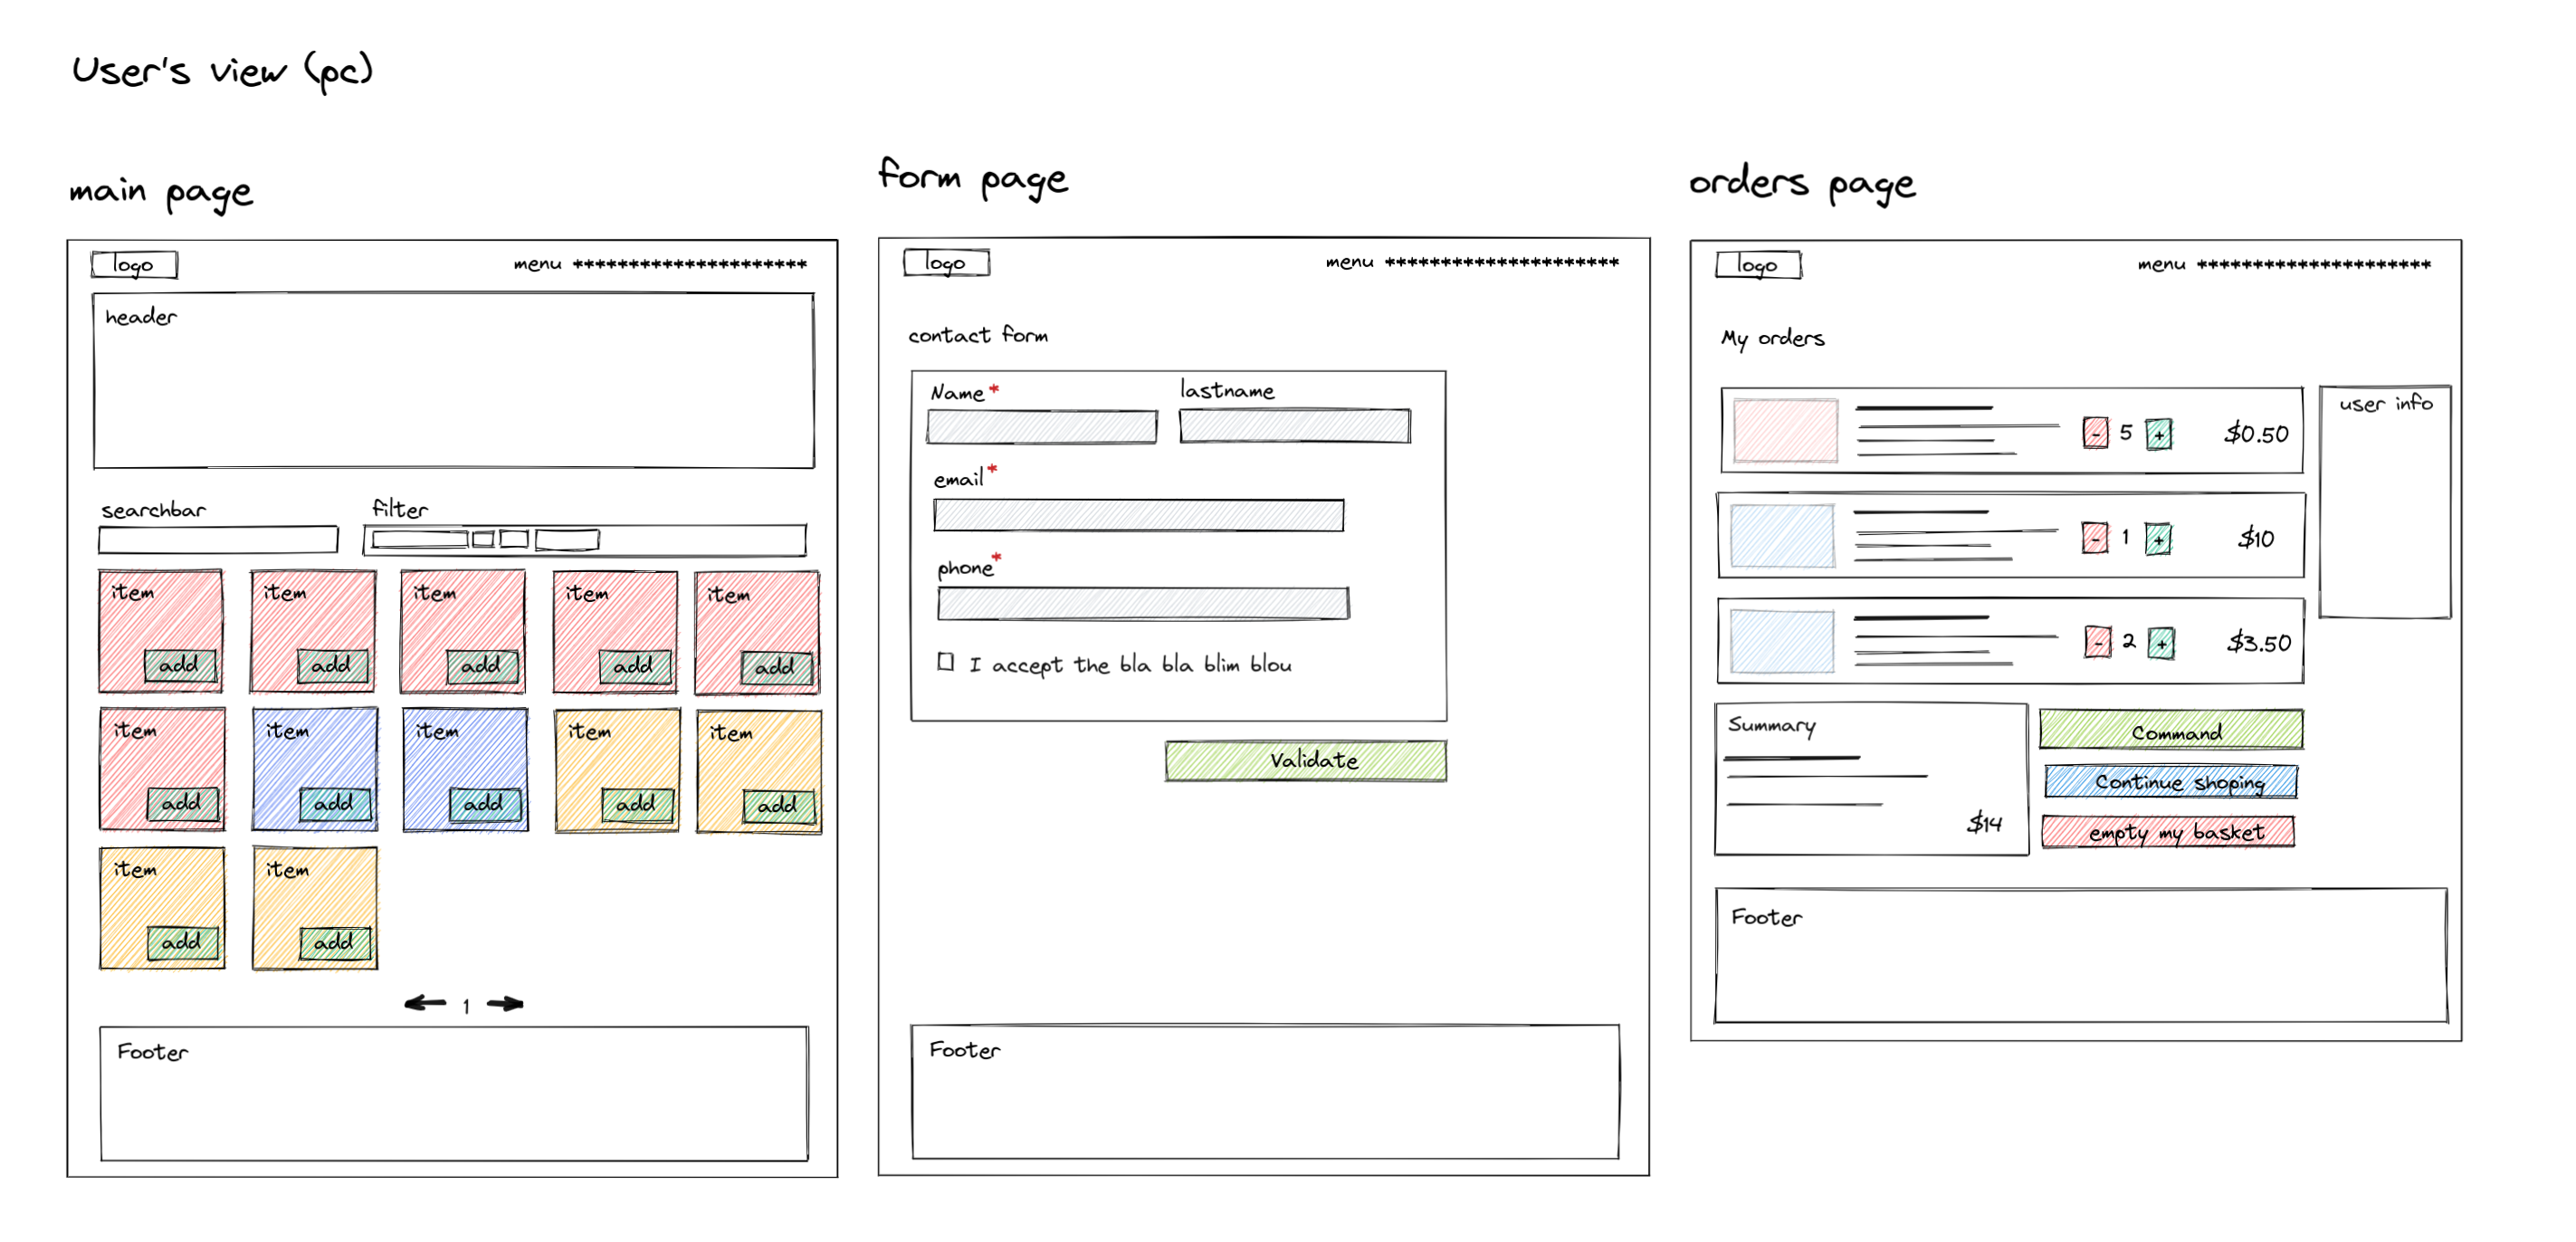 User's view (pc)
main page
logo
menu ********************
header
searchbar
filter
item
add
item
add
item
add
item
add
item
add
item
add
item
add
item
add
item
add
item
add
item
add
item
add
1
Footer
form page
logo
menu ********************
contact form
Name*
lastname
email*
phone*
I accept the bla bla blim blou
Validate
Footer
orders page
logo
menu ********************
My orders
- 5 + $0.50
- 1 + $10
- 2 + $3.50
user info
Summary
$14
Command
Continue shoping
empty my basket
Footer